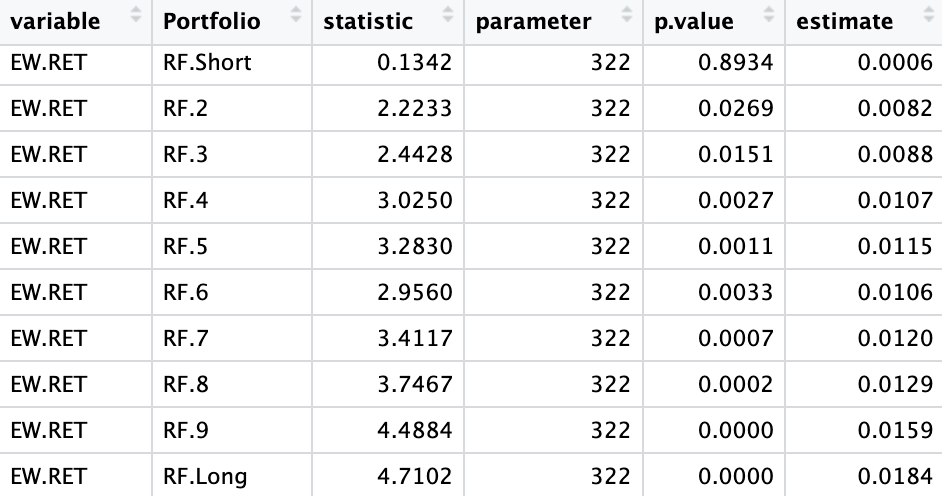 variable Portfolio statistic parameter p.value estimate
EW.RET RF.Short 0.1342 322 0.8934 0.0006
EW.RET RF.2 2.2233 322 0.0269 0.0082
EW.RET RF.3 2.4428 322 0.0151 0.0088
EW.RET RF.4 3.0250 322 0.0027 0.0107
EW.RET RF.5 3.2830 322 0.0011 0.0115
EW.RET RF.6 2.9560 322 0.0033 0.0106
EW.RET RF.7 3.4117 322 0.0007 0.0120
EW.RET RF.8 3.7467 322 0.0002 0.0129
EW.RET RF.9 4.4884 322 0.0000 0.0159
EW.RET RF.Long 4.7102 322 0.0000 0.0184